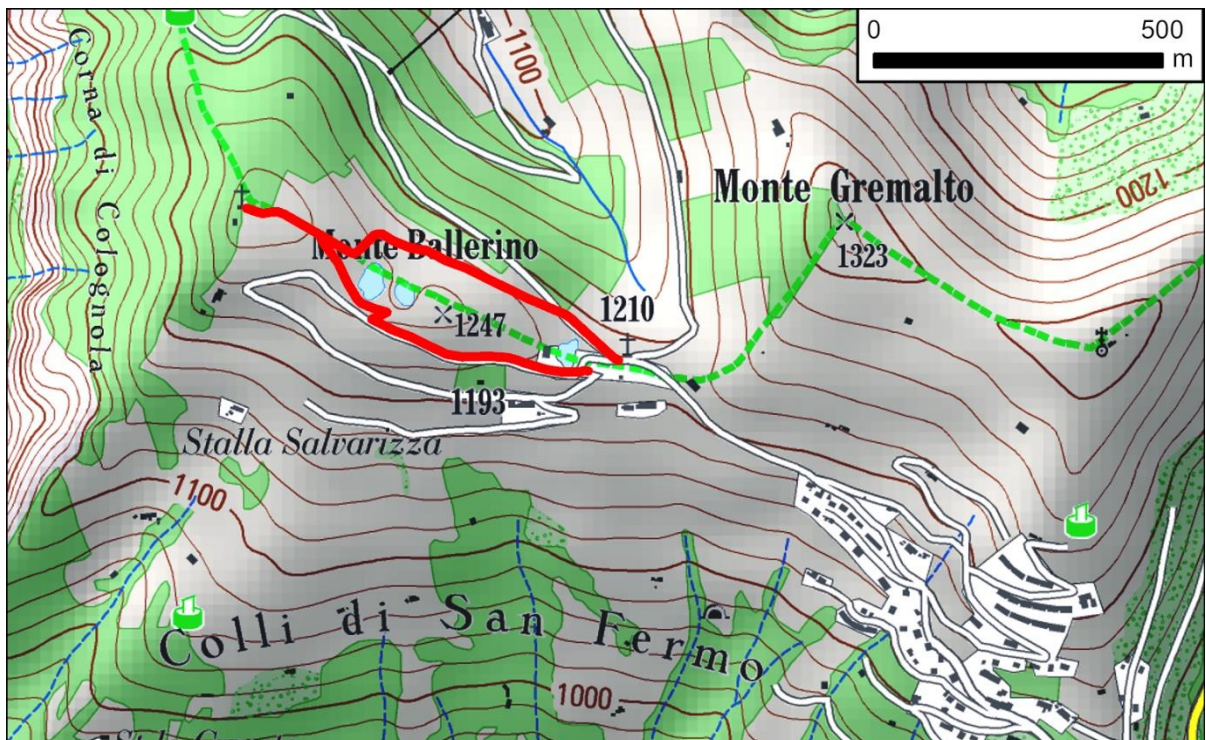 0 500
m
1100
Corna di Colognola
Monte Gremalto
1200
Monte Ballerino
1323
1210
1247
1193
Stalla Salvarizza
1100
Colli di San Fermo
1000